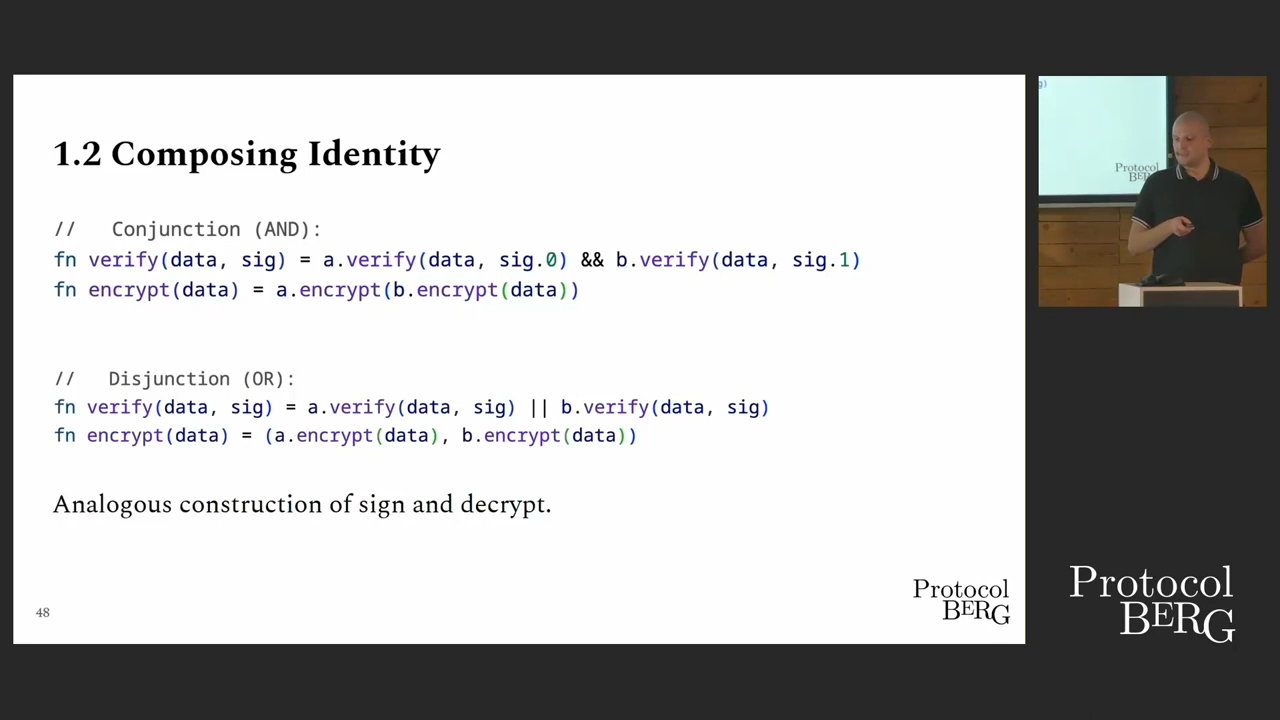 1.2 Composing Identity
// Conjunction (AND):
fn verify(data, sig) = a.verify(data, sig.0) && b.verify(data, sig.1)
fn encrypt(data) = a.encrypt(b.encrypt(data))
// Disjunction (OR):
fn verify(data, sig) = a.verify(data, sig) || b.verify(data, sig)
fn encrypt(data) = (a.encrypt(data), b.encrypt(data))
Analogous construction of sign and decrypt.
48
Protocol
BERG
g)
Protocol
BERG
Protocol
BERG